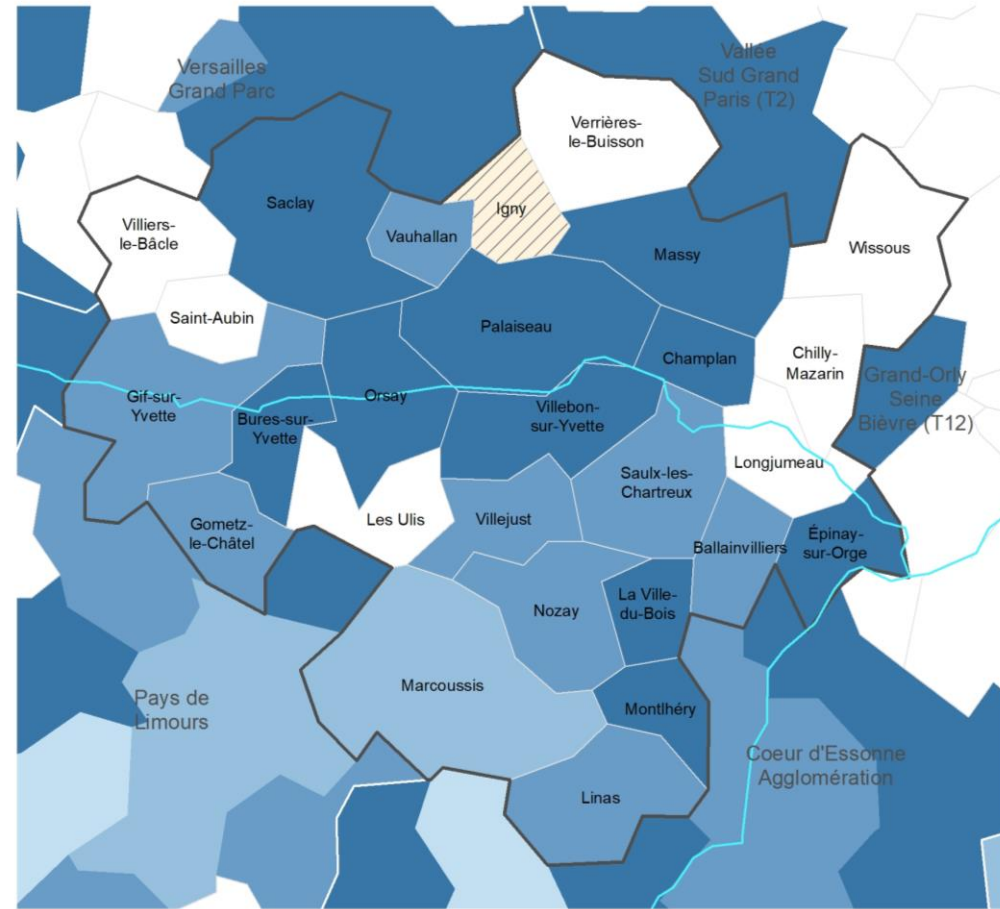 Versailles
Grand Parc
Vallée
Sud Grand
Paris (T2)
Verrières-
le-Buisson
Saclay
Igny
Villiers-
le-Bâcle
Vauhallan
Massy
Wissous
Saint-Aubin
Palaiseau
Champlan
Chilly-
Mazarin
Grand-Orly
Seine
Bièvre (T12)
Gif-sur-
Yvette
Orsay
Bures-sur-
Yvette
Villebon-
sur-Yvette
Longjumeau
Saulx-les-
Chartreux
Gometz-
le-Châtel
Les Ulis
Villejust
Ballainvilliers
Épinay-
sur-Orge
Nozay
La Ville-
du-Bois
Marcoussis
Montlhéry
Pays de
Limours
Coeur d'Essonne
Agglomération
Linas